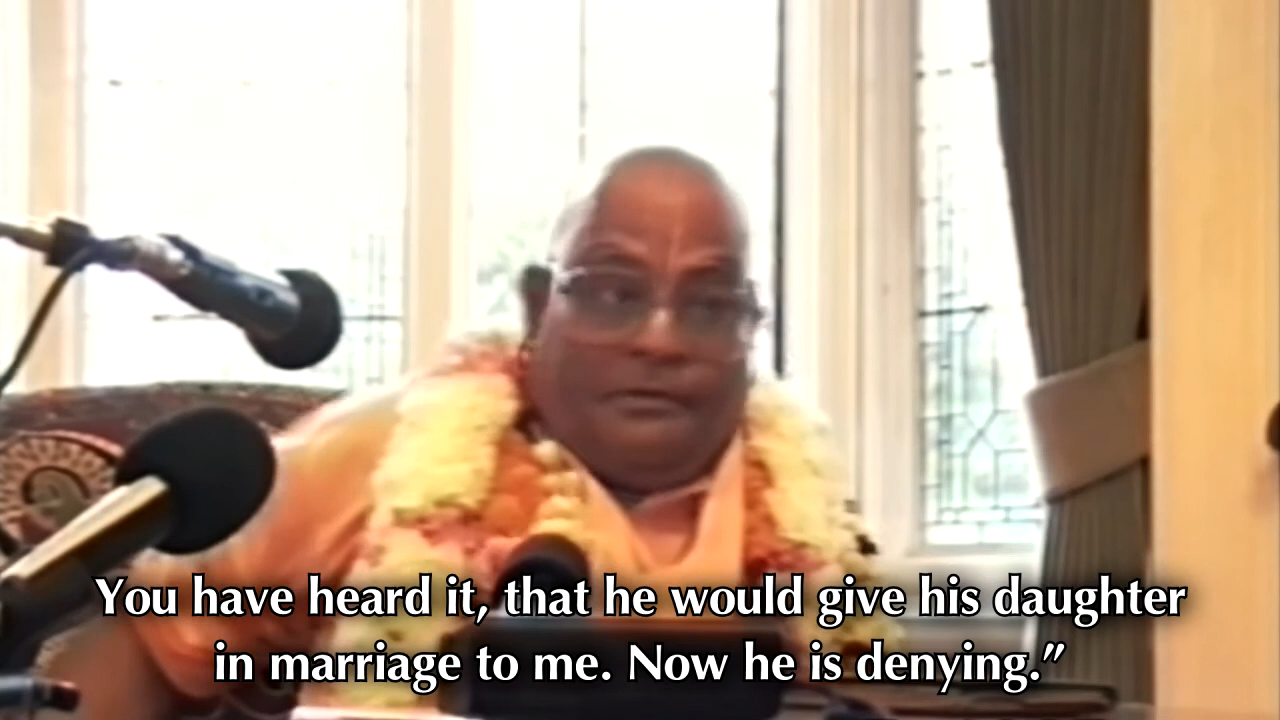 You have heard it, that he would give his daughter
in marriage to me. Now he is denying.”